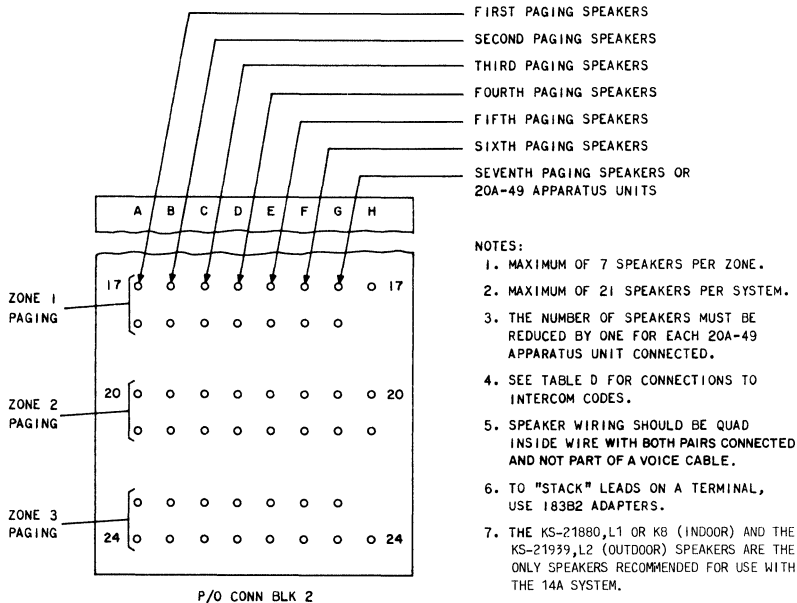 FIRST PAGING SPEAKERS
SECOND PAGING SPEAKERS
THIRD PAGING SPEAKERS
FOURTH PAGING SPEAKERS
FIFTH PAGING SPEAKERS
SIXTH PAGING SPEAKERS
SEVENTH PAGING SPEAKERS OR
20A-49 APPARATUS UNITS
A B C D E F G H
17 17
ZONE 1
PAGING
20 20
ZONE 2
PAGING
ZONE 3
PAGING
24 24
P/O CONN BLK 2
NOTES:
1. MAXIMUM OF 7 SPEAKERS PER ZONE.
2. MAXIMUM OF 21 SPEAKERS PER SYSTEM.
3. THE NUMBER OF SPEAKERS MUST BE
REDUCED BY ONE FOR EACH 20A-49
APPARATUS UNIT CONNECTED.
4. SEE TABLE D FOR CONNECTIONS TO
INTERCOM CODES.
5. SPEAKER WIRING SHOULD BE QUAD
INSIDE WIRE WITH BOTH PAIRS CONNECTED
AND NOT PART OF A VOICE CABLE.
6. TO "STACK" LEADS ON A TERMINAL,
USE 183B2 ADAPTERS.
7. THE KS-21880,L1 OR K8 (INDOOR) AND THE
KS-21939,L2 (OUTDOOR) SPEAKERS ARE THE
ONLY SPEAKERS RECOMMENDED FOR USE WITH
THE 14A SYSTEM.